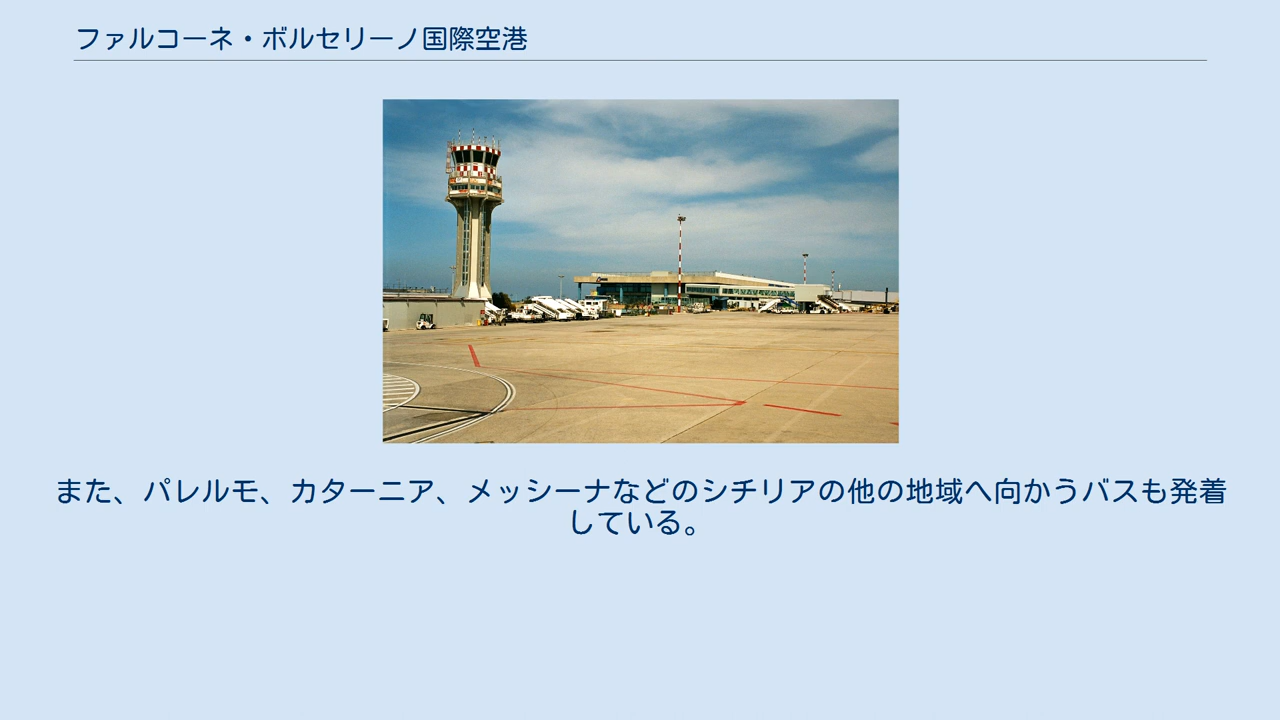 ファルコーネ・ボルセリーノ国際空港
また、パレルモ、カターニア、メッシーナなどのシチリアの他の地域へ向かうバスも発着
している。